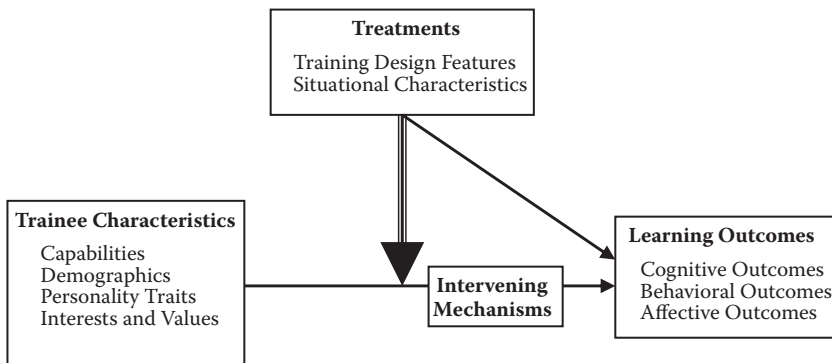 Treatments
Training Design Features
Situational Characteristics
Trainee Characteristics
Capabilities
Demographics
Personality Traits
Interests and Values
Intervening
Mechanisms
Learning Outcomes
Cognitive Outcomes
Behavioral Outcomes
Affective Outcomes